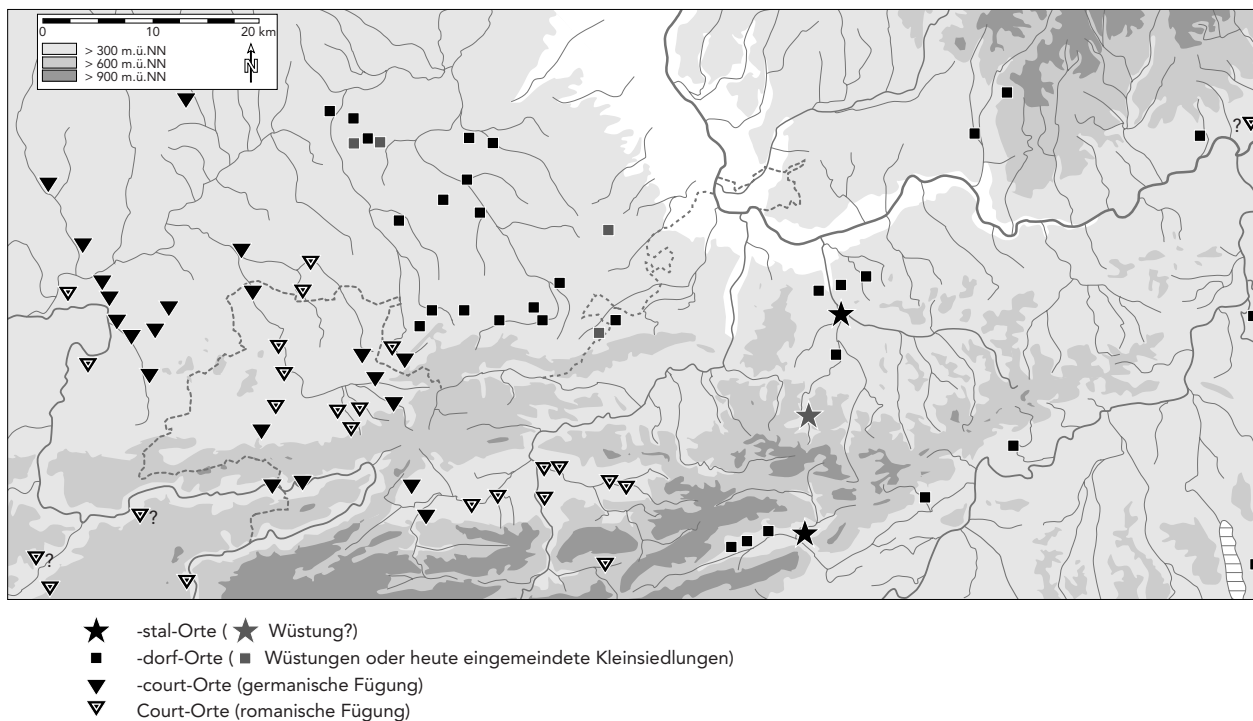 0 10 20 km
> 300 m.ü.NN
> 600 m.ü.NN
> 900 m.ü.NN
N
?
?
?
-stal-Orte ( Wüstung?)
-dorf-Orte ( Wüstungen oder heute eingemeindete Kleinsiedlungen)
-court-Orte (germanische Fügung)
Court-Orte (romanische Fügung)